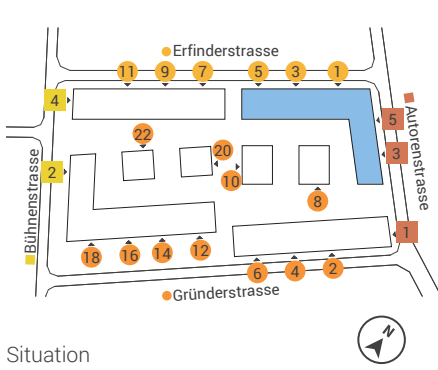 Erfinderstrasse
11 9 7 5 3 1
4
5
Autorenstrasse
22
20
3
2
10
8
Bühnenstrasse
1
18 16 14 12
6 4 2
Gründerstrasse
N
Situation